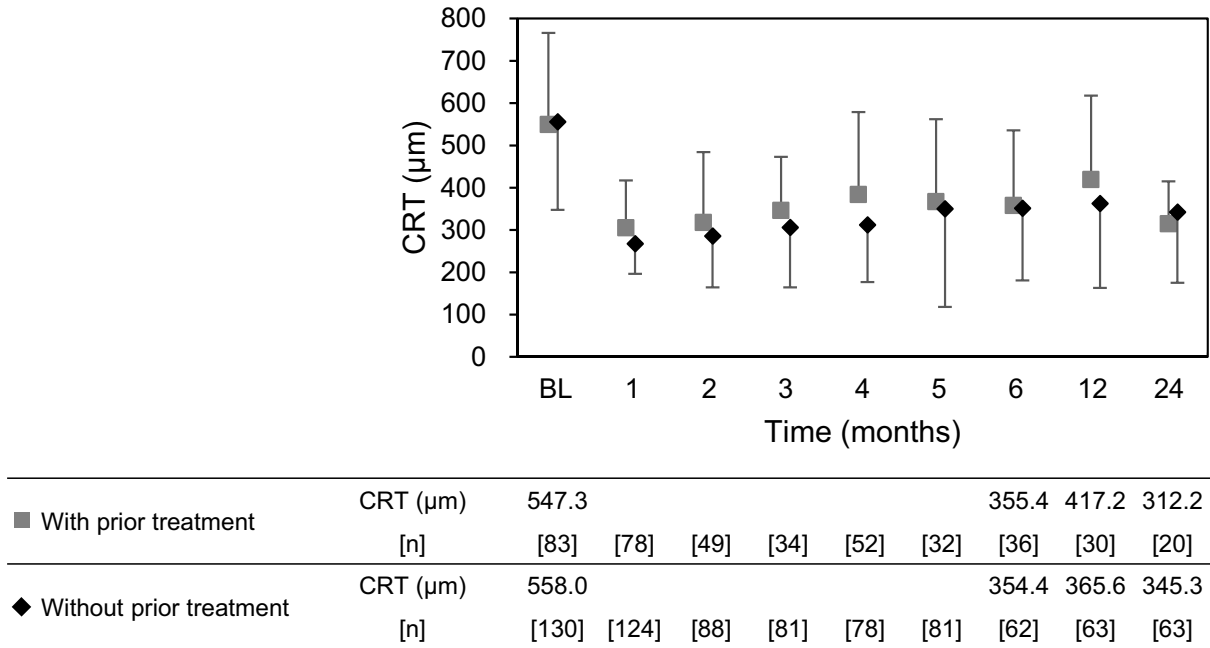 800
700
600
500
400
300
200
100
0
CRT (μm)
BL 1 2 3 4 5 6 12 24
Time (months)
With prior treatment
CRT (μm) 547.3 355.4 417.2 312.2
[n] [83] [78] [49] [34] [52] [32] [36] [30] [20]
Without prior treatment
CRT (μm) 558.0 354.4 365.6 345.3
[n] [130] [124] [88] [81] [78] [81] [62] [63] [63]